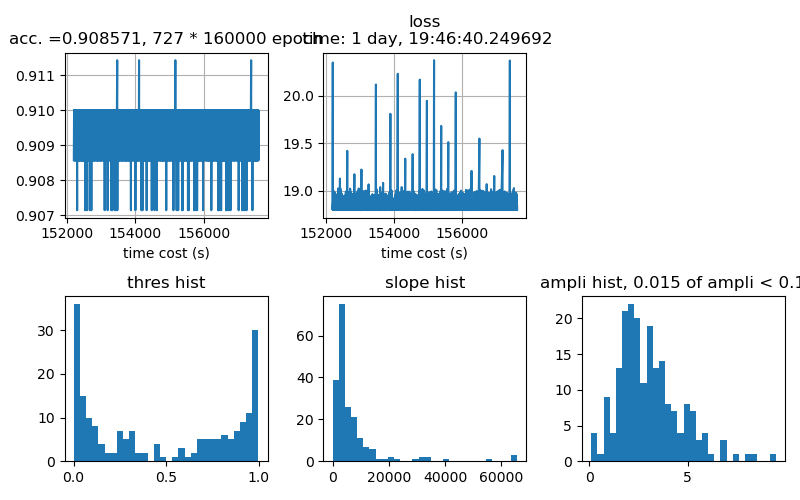 acc. =0.908571, 727 * 160000 epoch
loss
time: 1 day, 19:46:40.249692
0.911
0.910
0.909
0.908
0.907
152000 154000 156000
time cost (s)
20.0
19.5
19.0
152000 154000 156000
time cost (s)
thres hist
30
20
10
0
0.0 0.5 1.0
slope hist
60
40
20
0
0 20000 40000 60000
ampli hist, 0.015 of ampli < 0.1
20
15
10
5
0
0 5